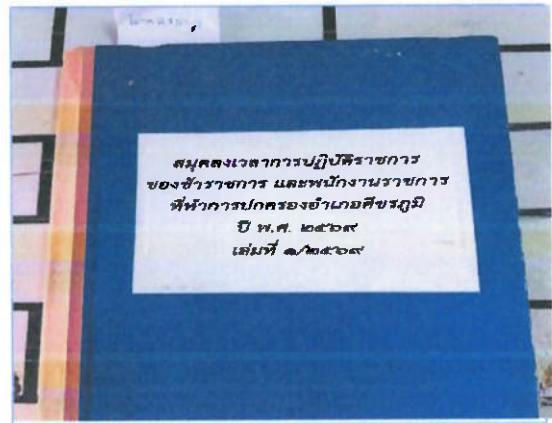 สมุดลงเวลาการปฏิบัติราชการ
ของข้าราชการ และพนักงานราชการ
ที่ทำการปกครองอำเภอศีขรภูมิ
ปี พ.ศ. ๒๕๖๙
เล่มที่ ๑/๒๕๖๙